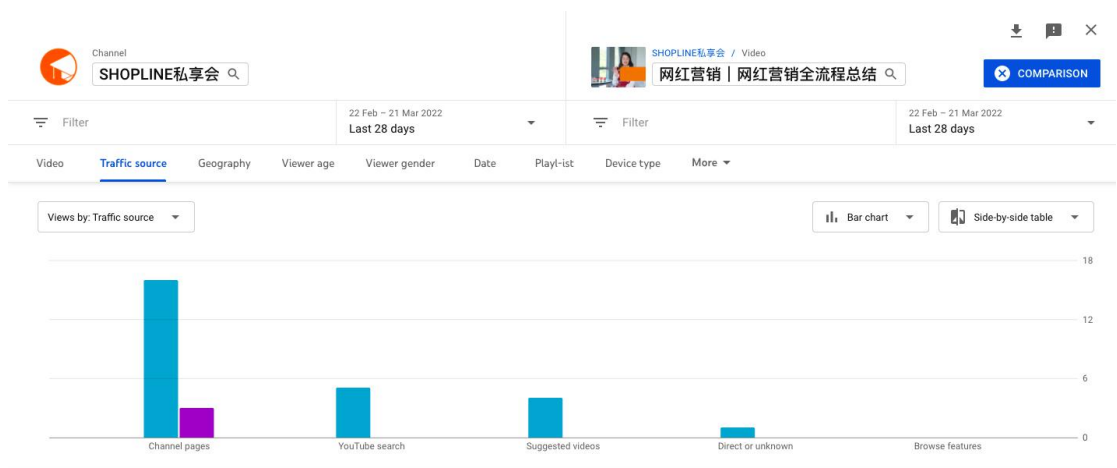 Channel
SHOPLINE私享会
SHOPLINE私享会 / Video
网红营销｜网红营销全流程总结
COMPARISON
Filter
22 Feb – 21 Mar 2022
Last 28 days
Filter
22 Feb – 21 Mar 2022
Last 28 days
Video Traffic source Geography Viewer age Viewer gender Date Playl-ist Device type More
Views by: Traffic source
Bar chart
Side-by-side table
18
12
6
0
Channel pages YouTube search Suggested videos Direct or unknown Browse features